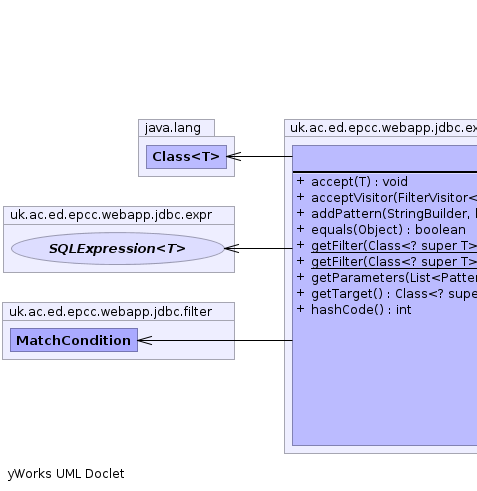 java.lang
Class<T>
uk.ac.ed.epcc.webapp.jdbc.expr
SQLExpression<T>
uk.ac.ed.epcc.webapp.jdbc.filter
MatchCondition
uk.ac.ed.epcc.webapp.jdbc.ex
+ accept(T) : void
+ acceptVisitor(FilterVisitor<
+ addPattern(StringBuilder,
+ equals(Object) : boolean
+ getFilter(Class<? super T>
+ getFilter(Class<? super T>
+ getParameters(List<Patter
+ getTarget() : Class<? supe
+ hashCode() : int
yWorks UML Doclet